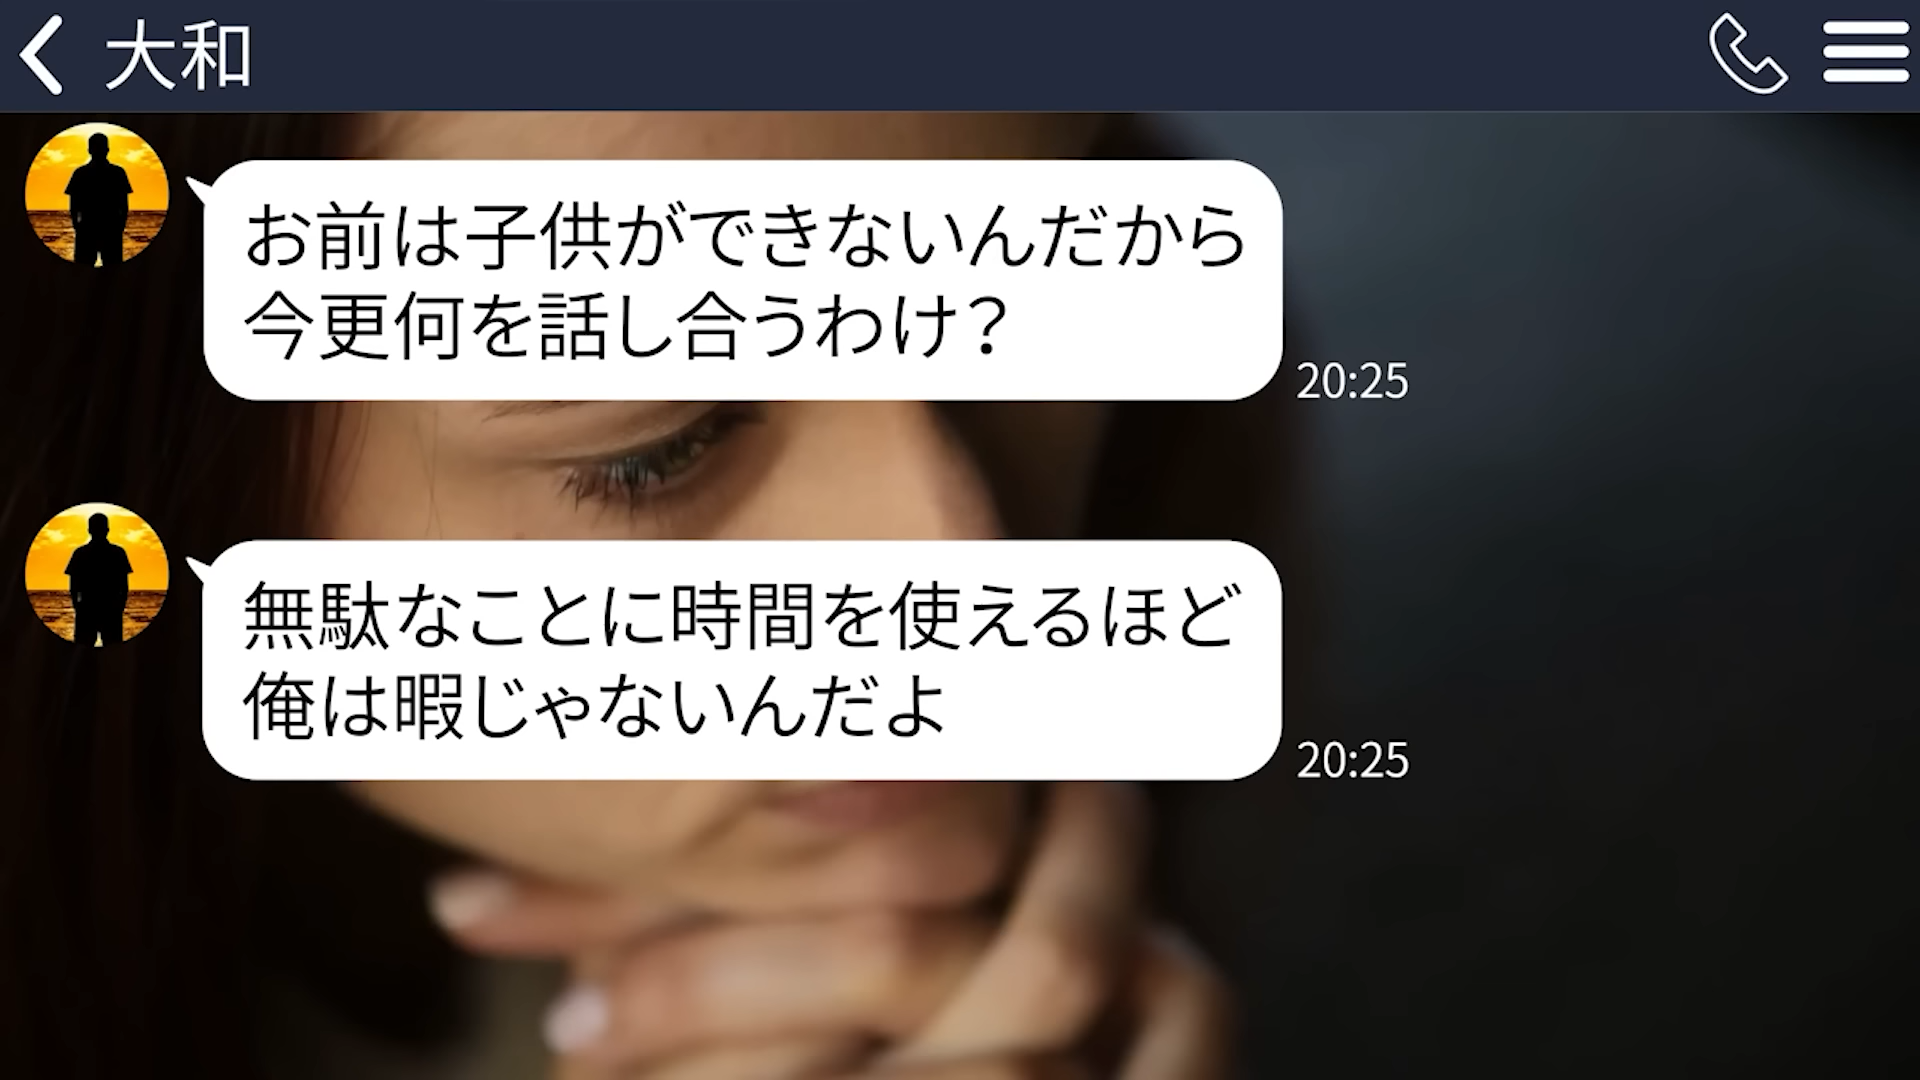 大和
お前は子供ができないんだから
今更何を話し合うわけ？
20:25
無駄なことに時間を使えるほど
俺は暇じゃないんだよ
20:25